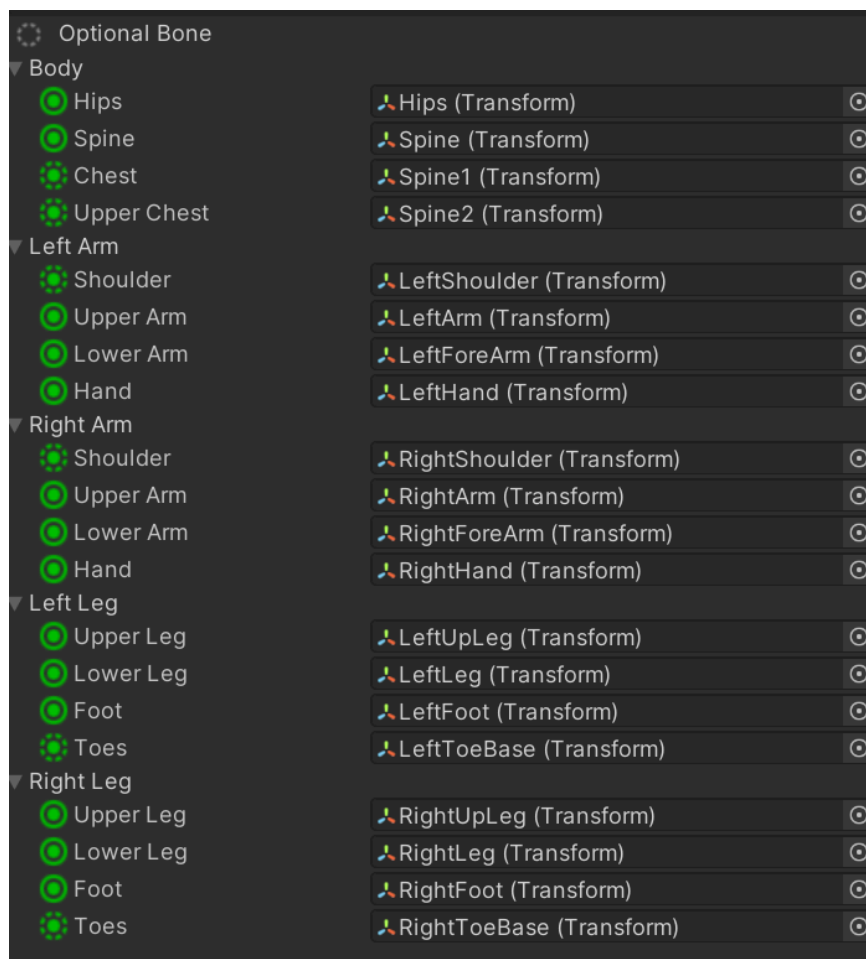 Optional Bone
Body
Hips Hips (Transform)
Spine Spine (Transform)
Chest Spine1 (Transform)
Upper Chest Spine2 (Transform)
Left Arm
Shoulder LeftShoulder (Transform)
Upper Arm LeftArm (Transform)
Lower Arm LeftForeArm (Transform)
Hand LeftHand (Transform)
Right Arm
Shoulder RightShoulder (Transform)
Upper Arm RightArm (Transform)
Lower Arm RightForeArm (Transform)
Hand RightHand (Transform)
Left Leg
Upper Leg LeftUpLeg (Transform)
Lower Leg LeftLeg (Transform)
Foot LeftFoot (Transform)
Toes LeftToeBase (Transform)
Right Leg
Upper Leg RightUpLeg (Transform)
Lower Leg RightLeg (Transform)
Foot RightFoot (Transform)
Toes RightToeBase (Transform)